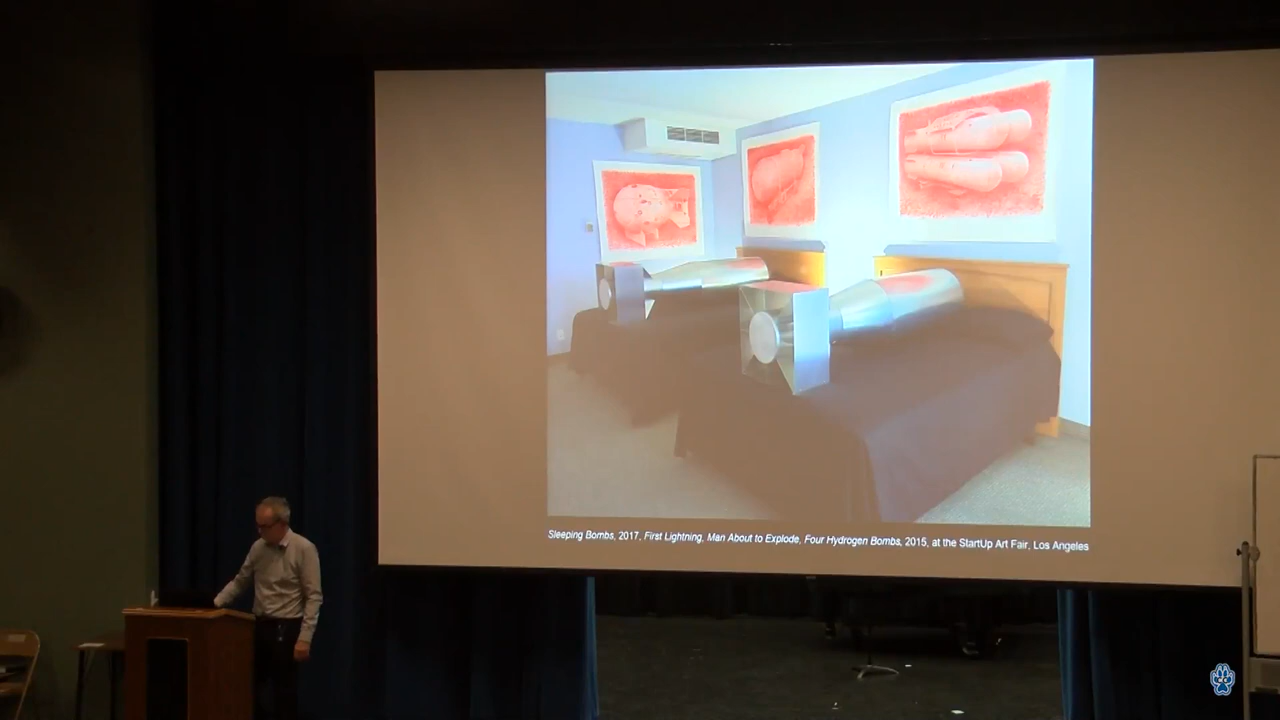 Sleeping Bombs, 2017, First Lightning, Man About to Explode, Four Hydrogen Bombs, 2015, at the StartUp Art Fair, Los Angeles